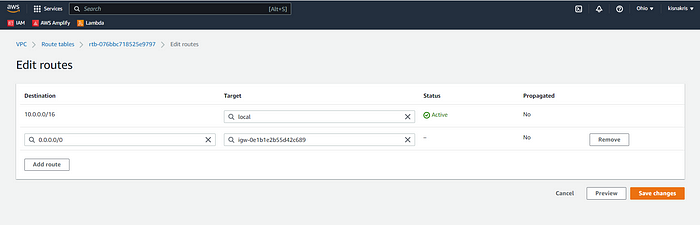 aws
Services
Search
[Alt+S]
Ohio
kisnakris
IAM
AWS Amplify
Lambda
VPC > Route tables > rtb-076bbc718525e9797 > Edit routes
Edit routes
Destination Target Status Propagated
10.0.0.0/16 local Active No
0.0.0.0/0 igw-0e1b1e2b55d42c689 – No Remove
Add route
Cancel Preview Save changes